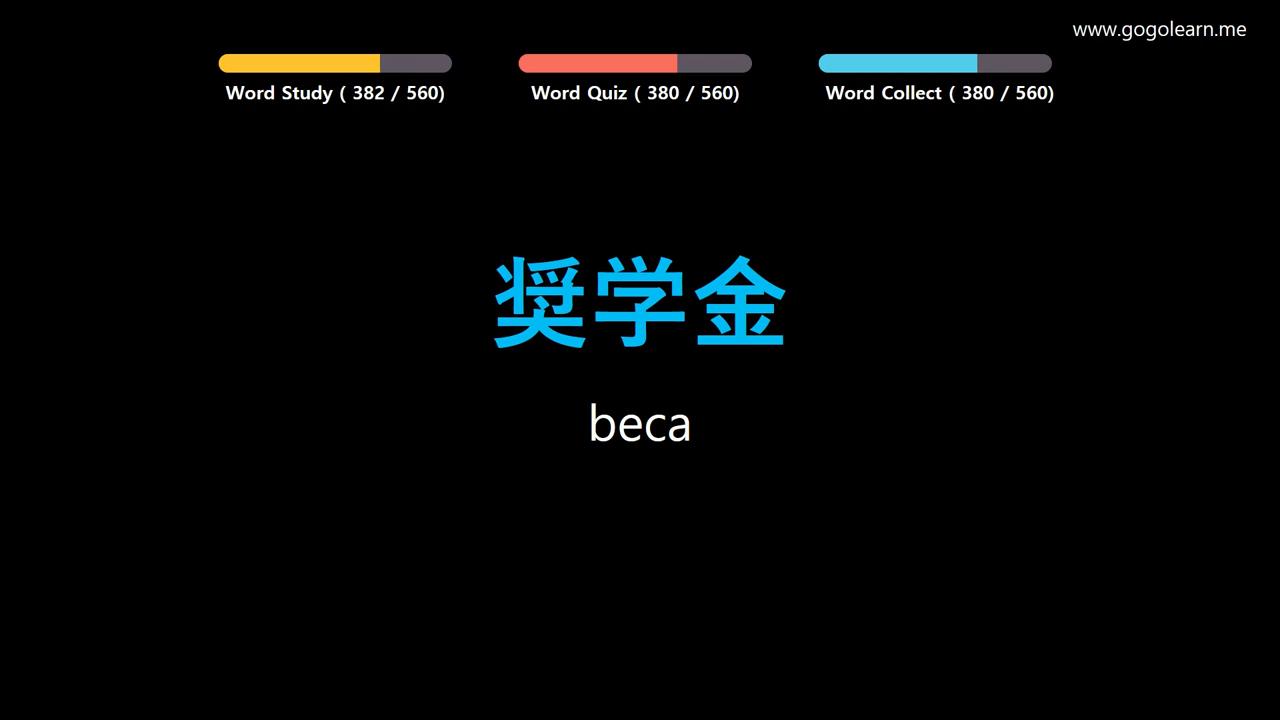 www.gogolearn.me
Word Study ( 382 / 560)
Word Quiz ( 380 / 560)
Word Collect ( 380 / 560)
奨学金
beca